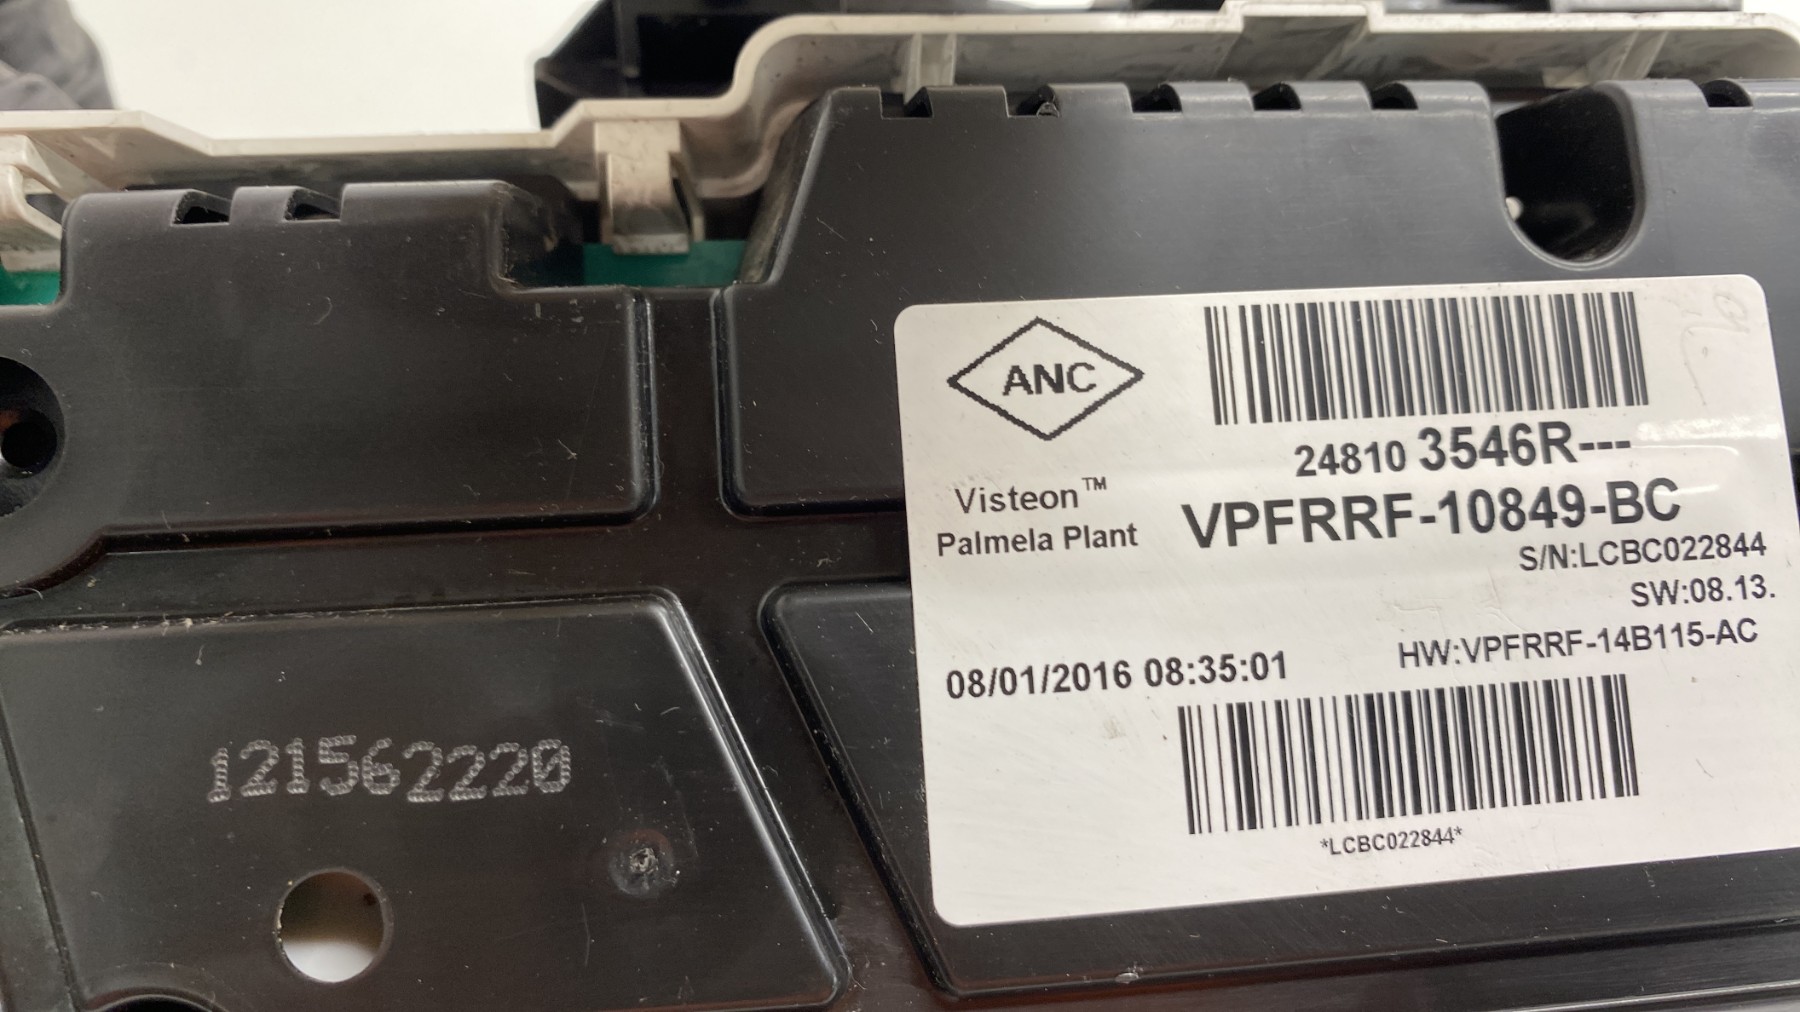 ANC
24810 3546R---
Visteon™
Palmela Plant
VPFRRF-10849-BC
S/N:LCBC022844
SW:08.13.
HW:VPFRRF-14B115-AC
08/01/2016 08:35:01
*LCBC022844*
121562220